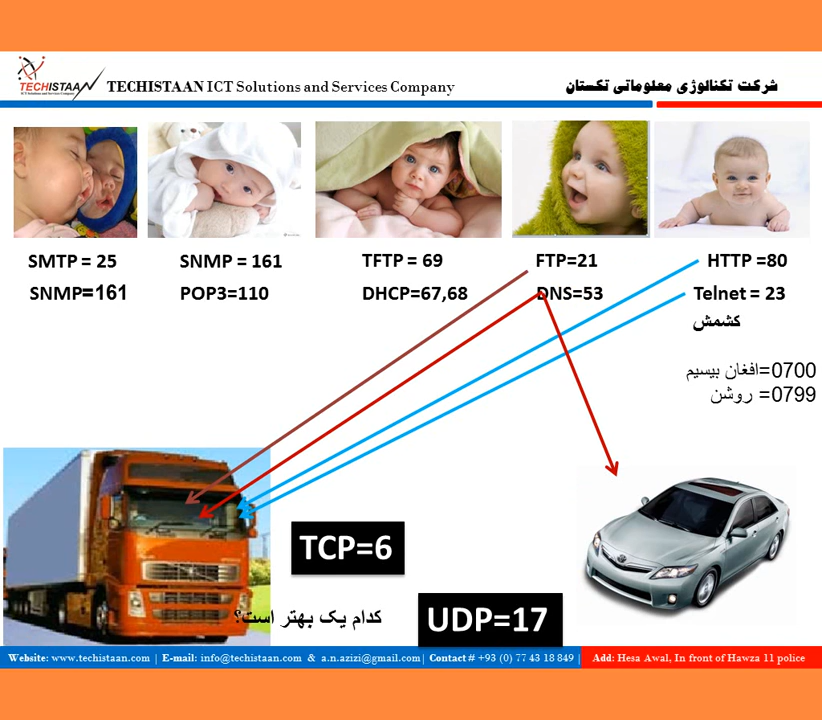 TECHISTAAN
ICT Solutions and Services Company
TECHISTAAN ICT Solutions and Services Company
شرکت تکنالوژی معلوماتی تکستان
SMTP = 25
SNMP = 161
TFTP = 69
FTP=21
HTTP =80
SNMP=161
POP3=110
DHCP=67,68
DNS=53
Telnet = 23
کشمش
0700=افغان بیسیم
0799= روشن
TCP=6
کدام یک بهتر است؟
UDP=17
Website: www.techistaan.com | E-mail: info@techistaan.com & a.n.azizi@gmail.com| Contact # +93 (0) 77 43 18 849 | Add: Hesa Awal, In front of Hawza 11 police